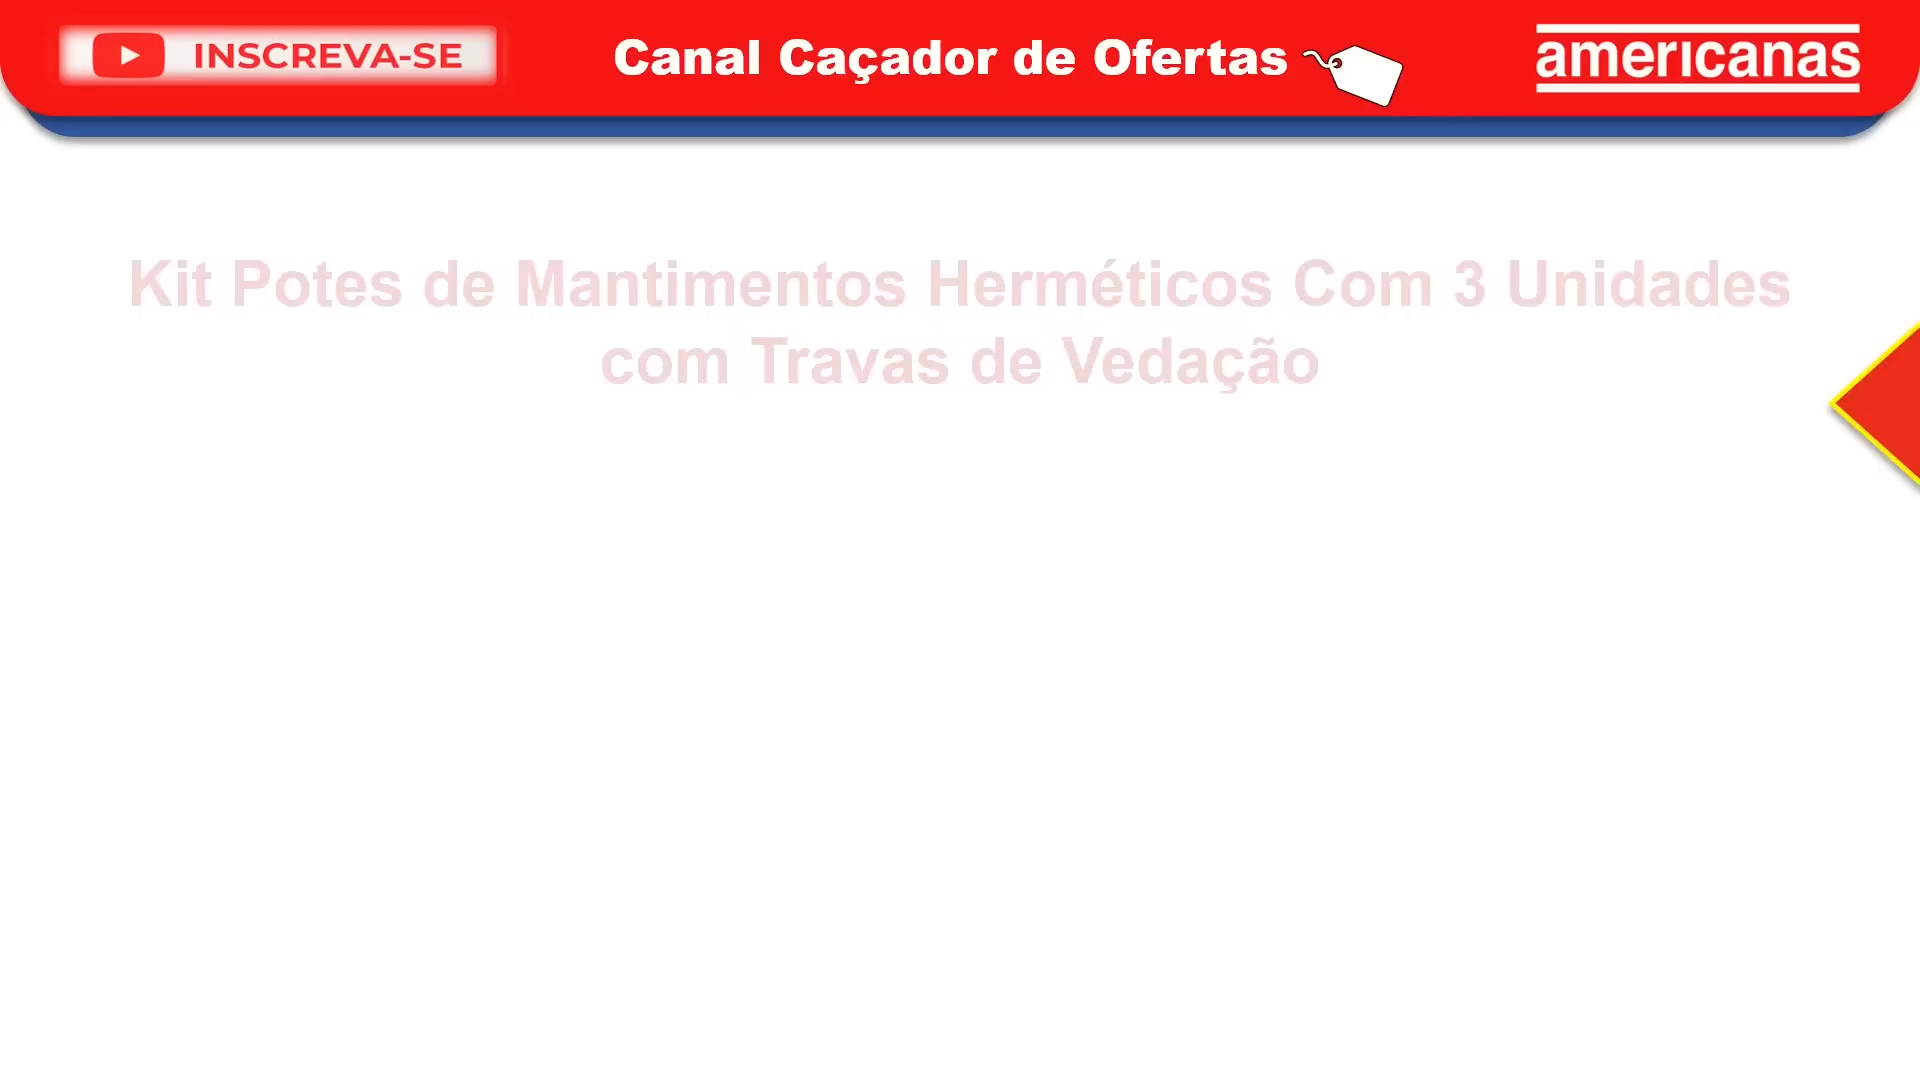 INSCREVA-SE
Canal Caçador de Ofertas
americanas
Kit Potes de Mantimentos Herméticos Com 3 Unidades
com Travas de Vedação